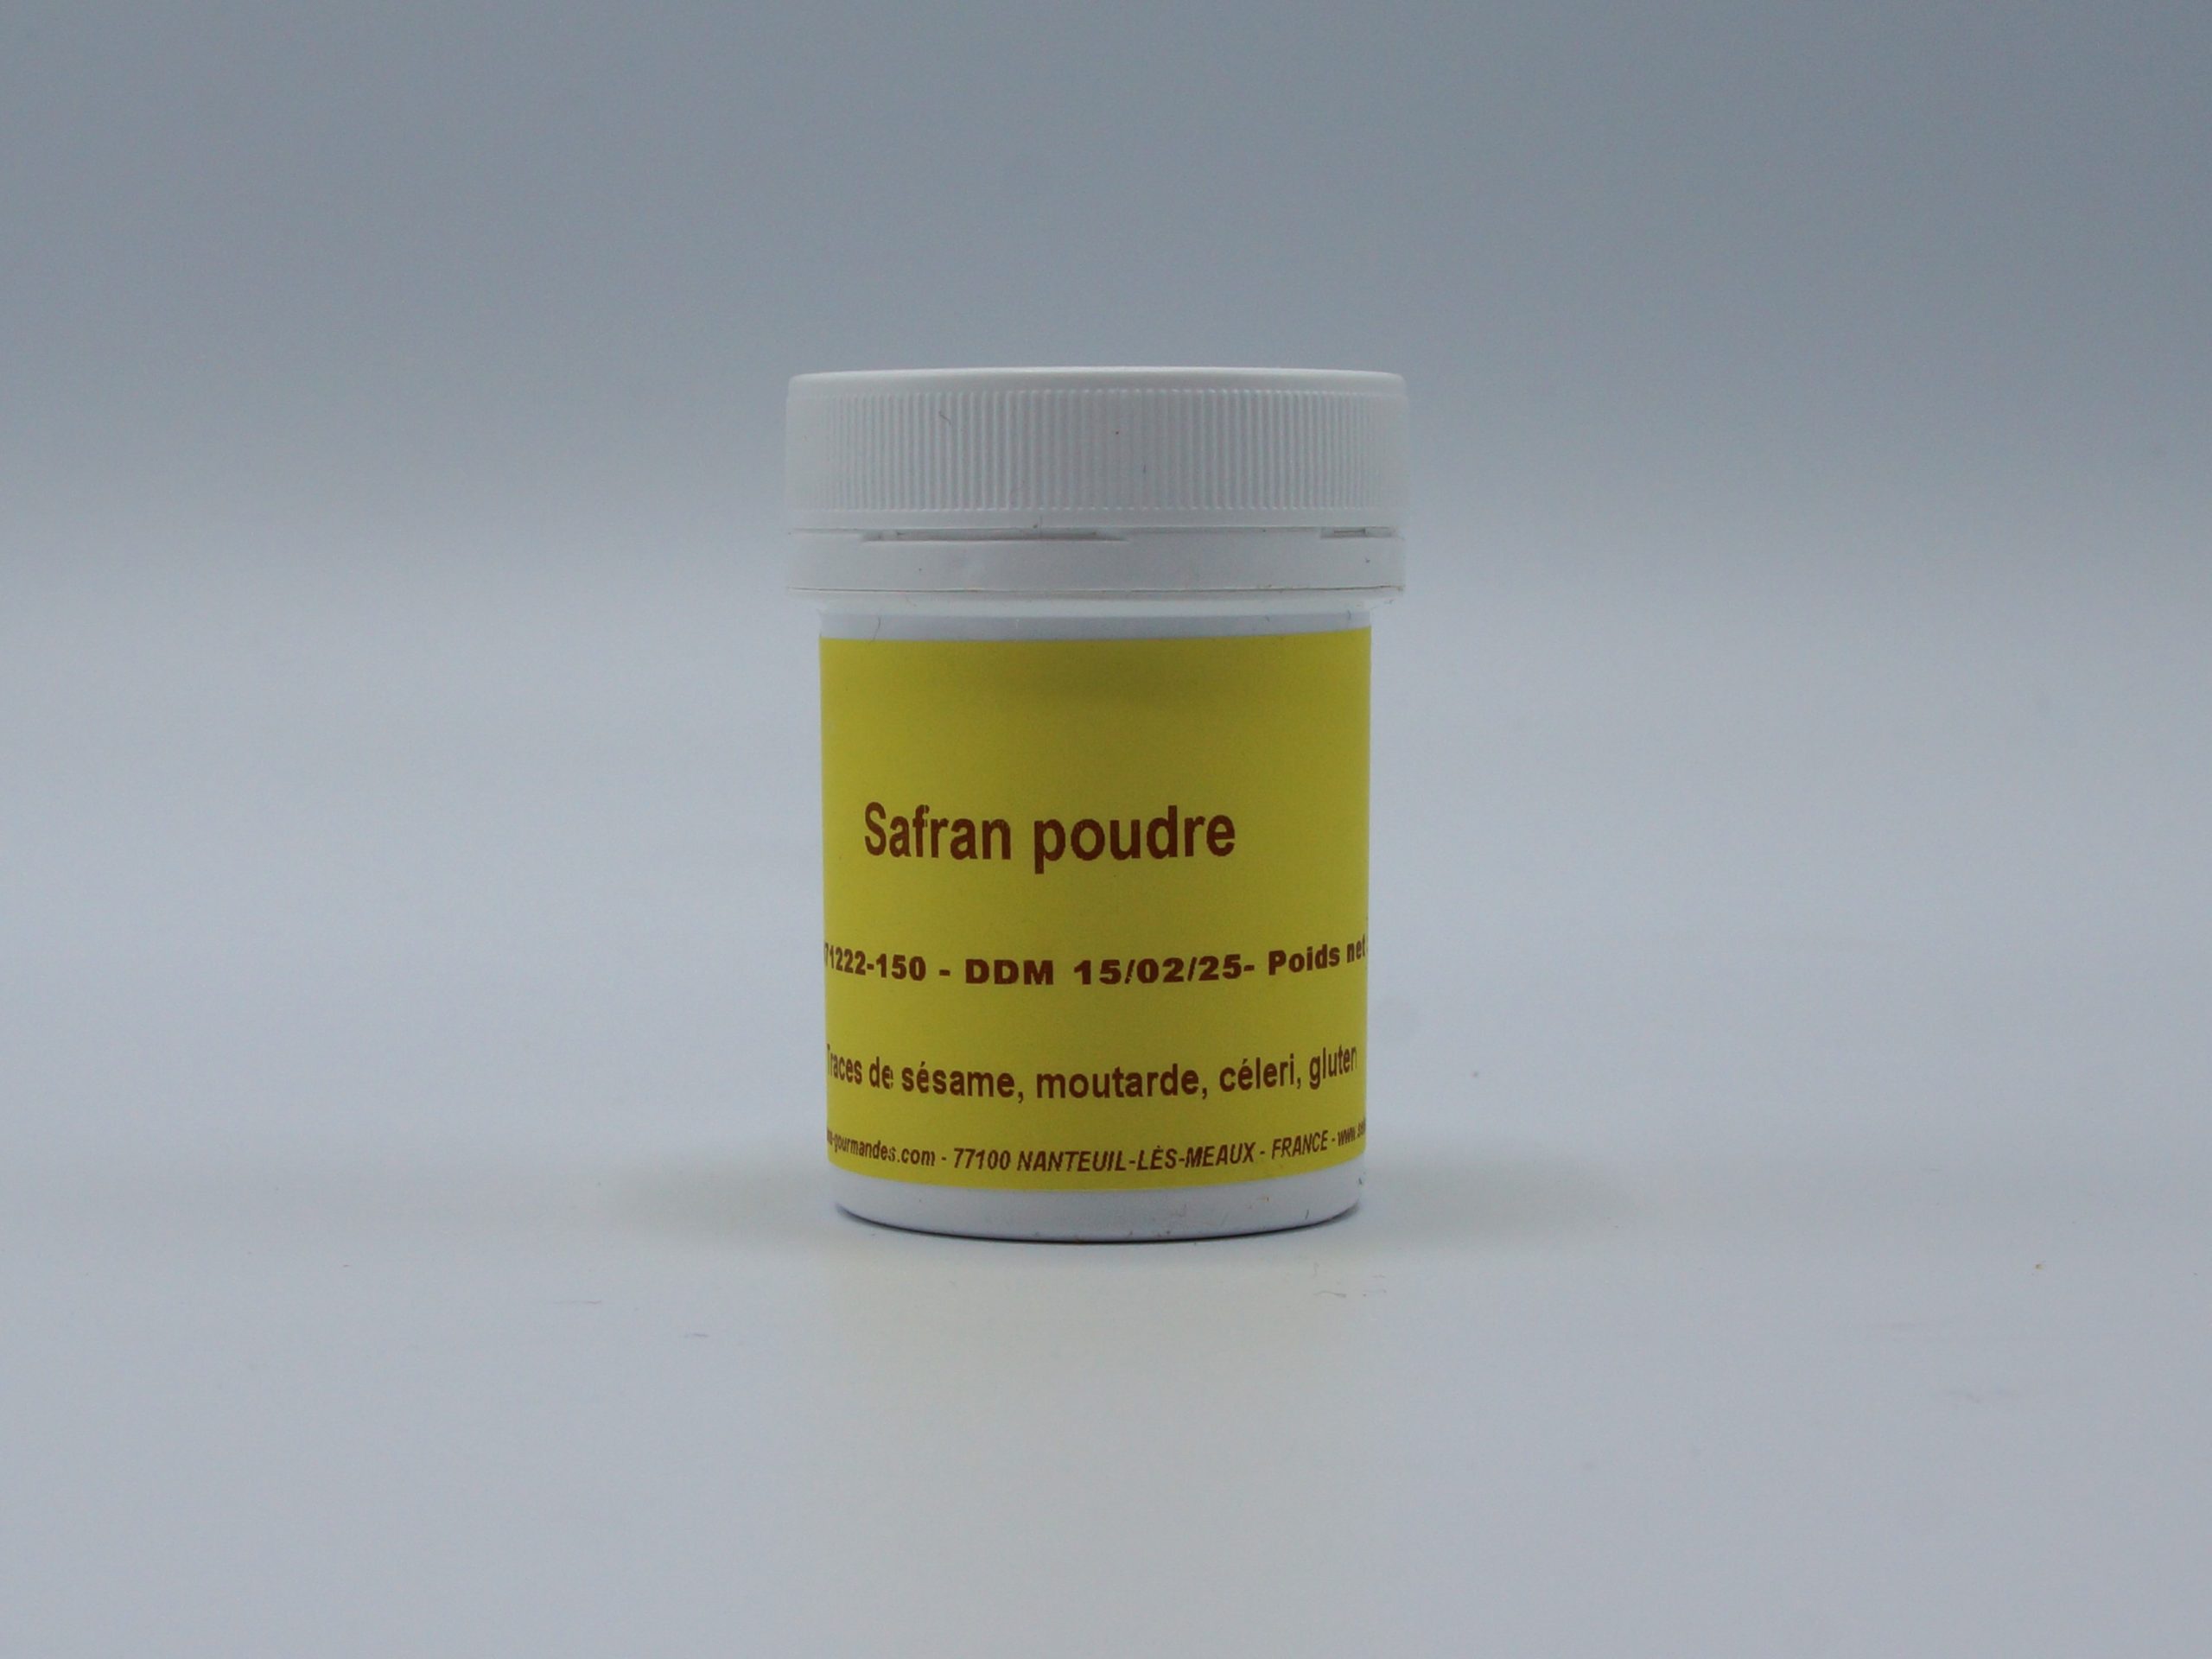 Safran poudre
71222-150 - DDM 15/02/25- Poids net
Traces de sésame, moutarde, céleri, gluten
-gourmandes.com - 77100 NANTEUIL-LÈS-MEAUX - FRANCE - www.